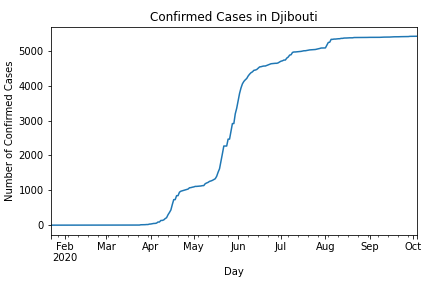 Confirmed Cases in Djibouti
Number of Confirmed Cases
5000
4000
3000
2000
1000
0
Feb Mar Apr May Jun Jul Aug Sep Oct
2020
Day